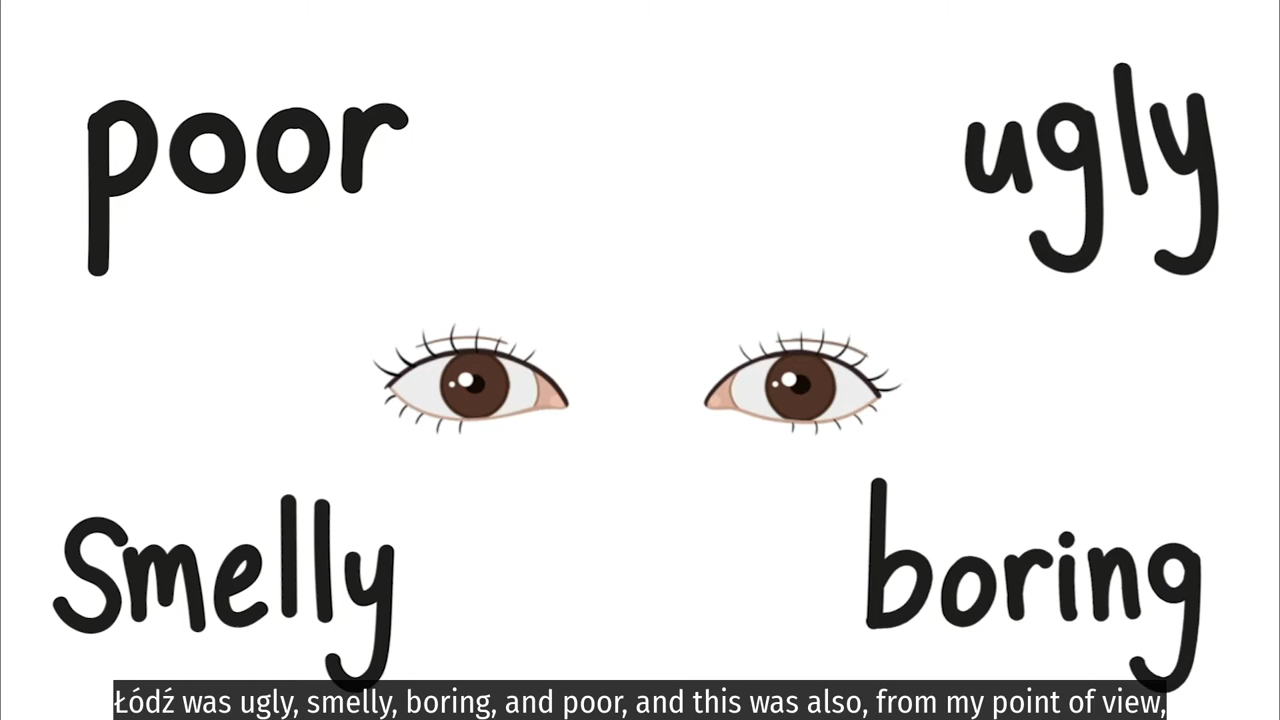 poor
ugly
Smelly
boring
Łódź was ugly, smelly, boring, and poor, and this was also, from my point of view,